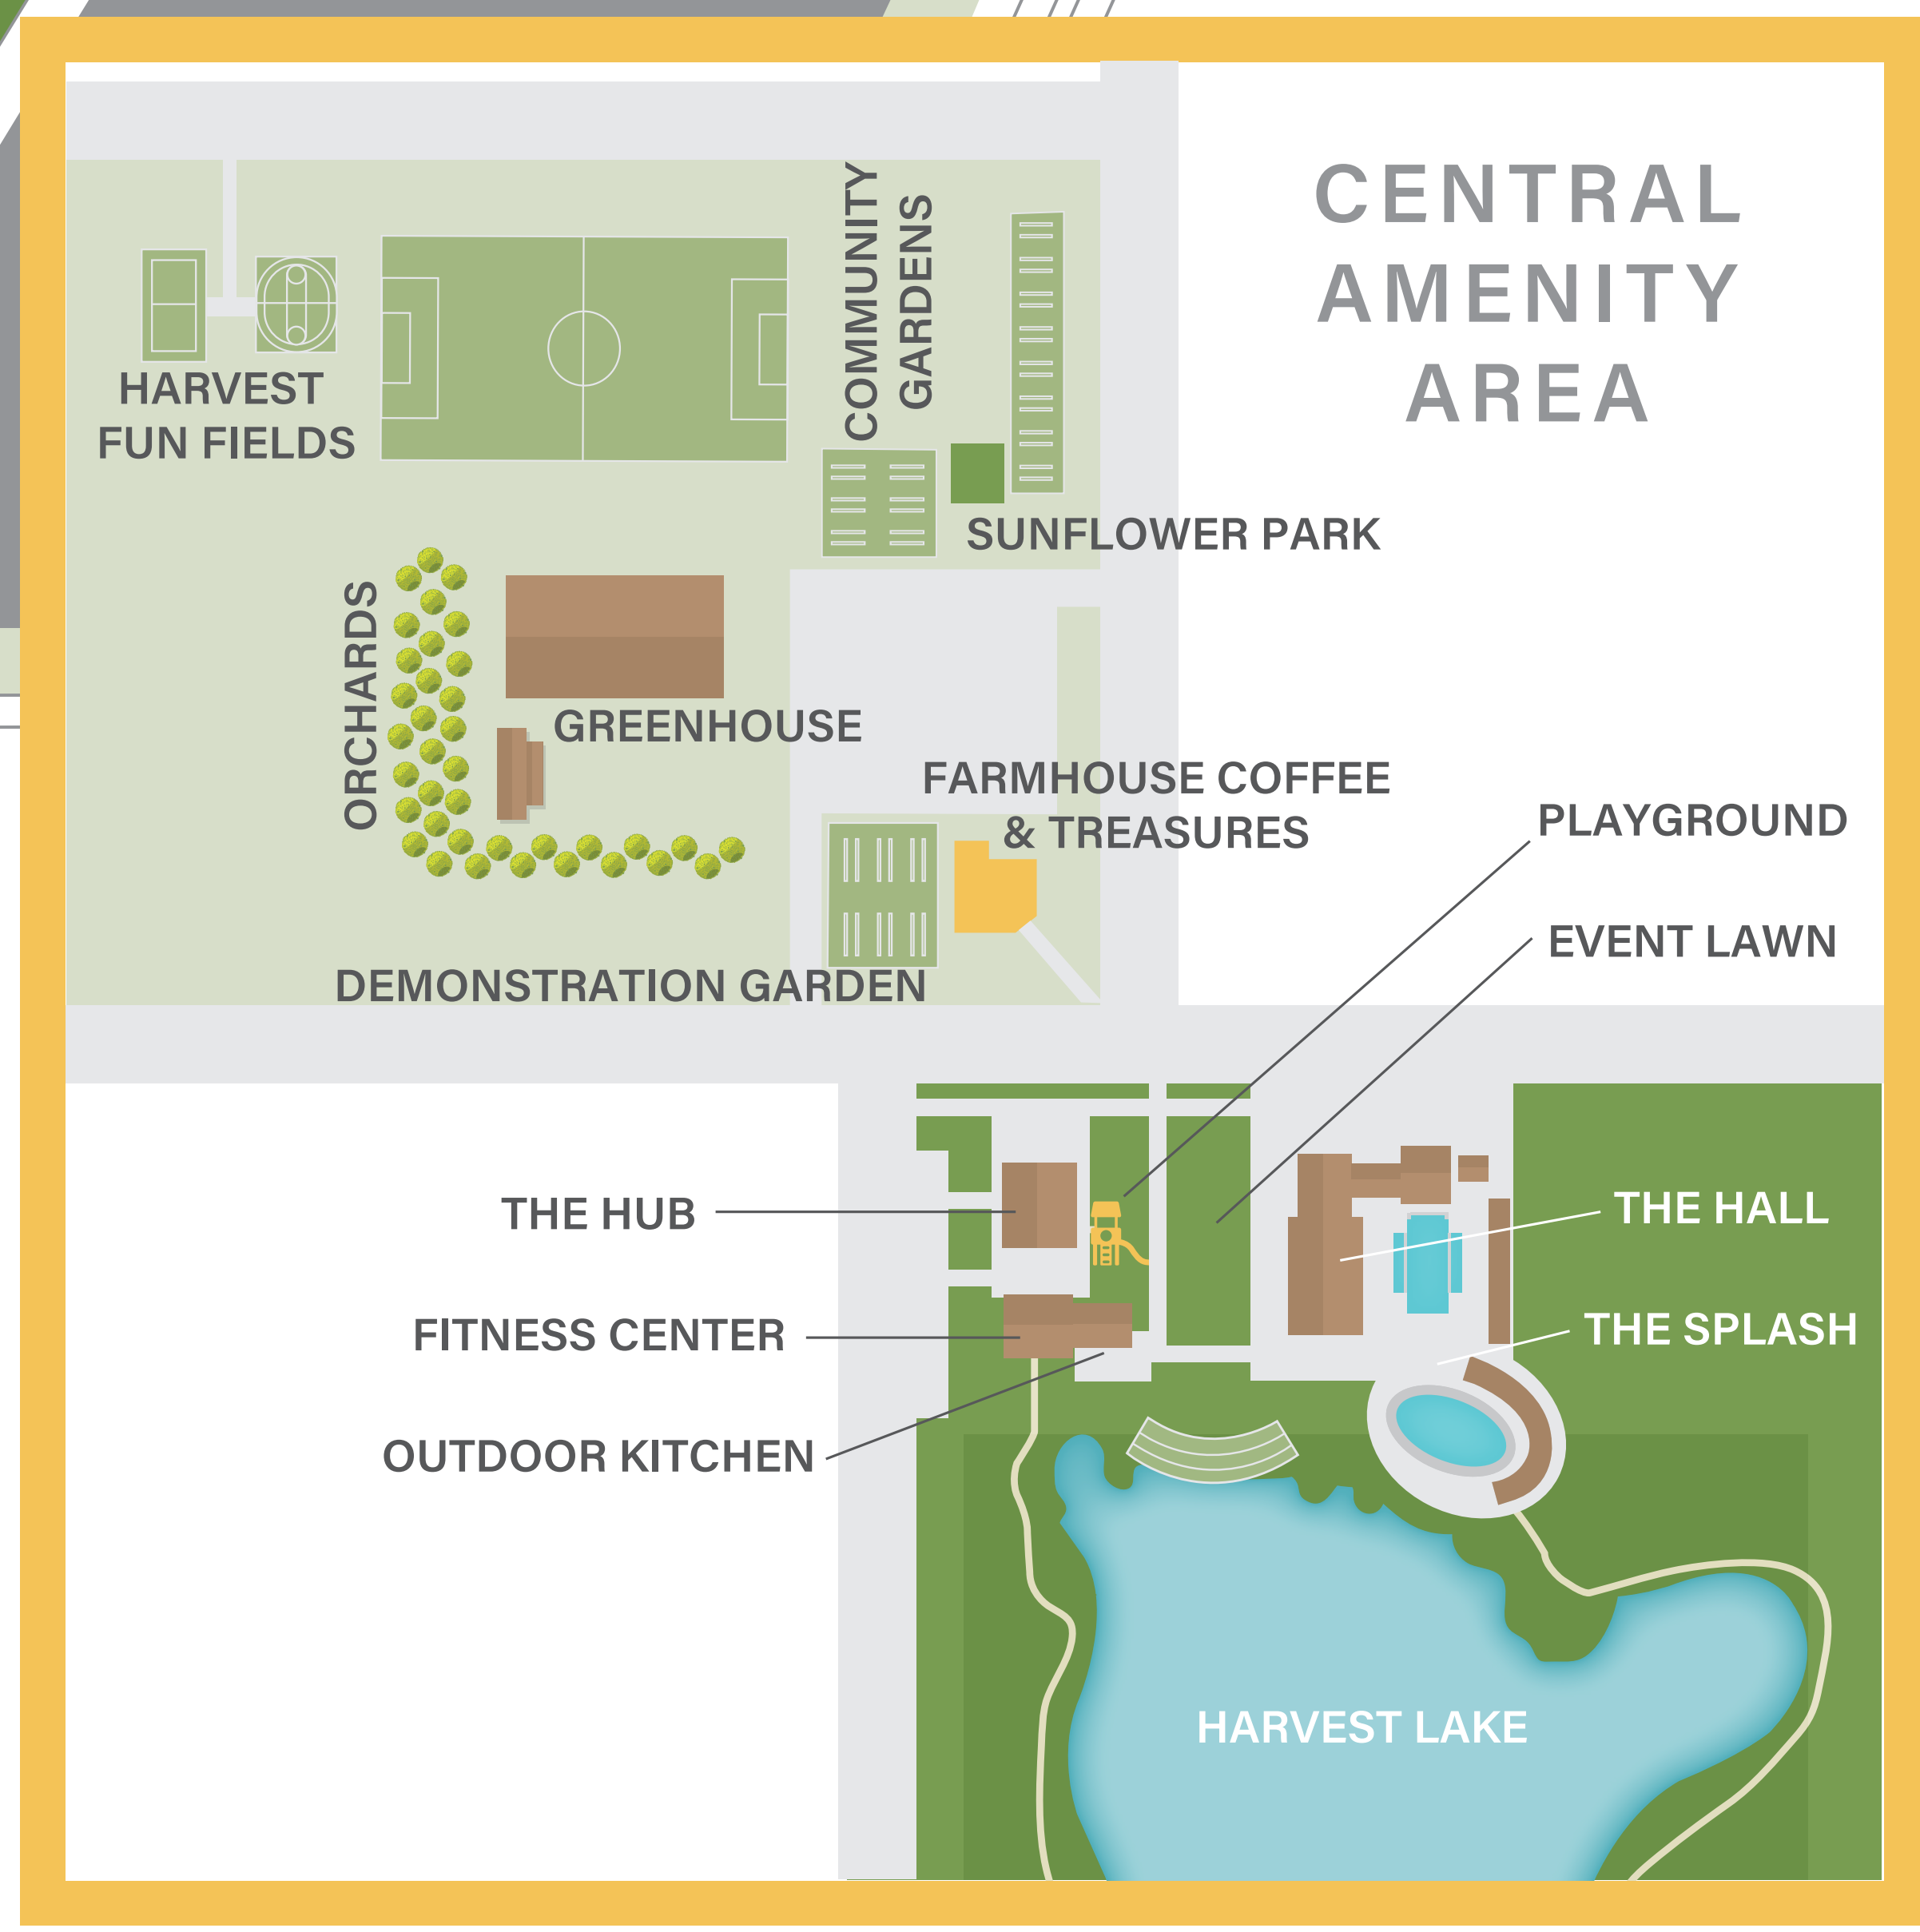 CENTRAL
AMENITY
AREA
COMMUNITY
GARDENS
HARVEST
FUN FIELDS
SUNFLOWER PARK
ORCHARDS
GREENHOUSE
FARMHOUSE COFFEE
& TREASURES
PLAYGROUND
EVENT LAWN
DEMONSTRATION GARDEN
THE HUB
THE HALL
FITNESS CENTER
THE SPLASH
OUTDOOR KITCHEN
HARVEST LAKE